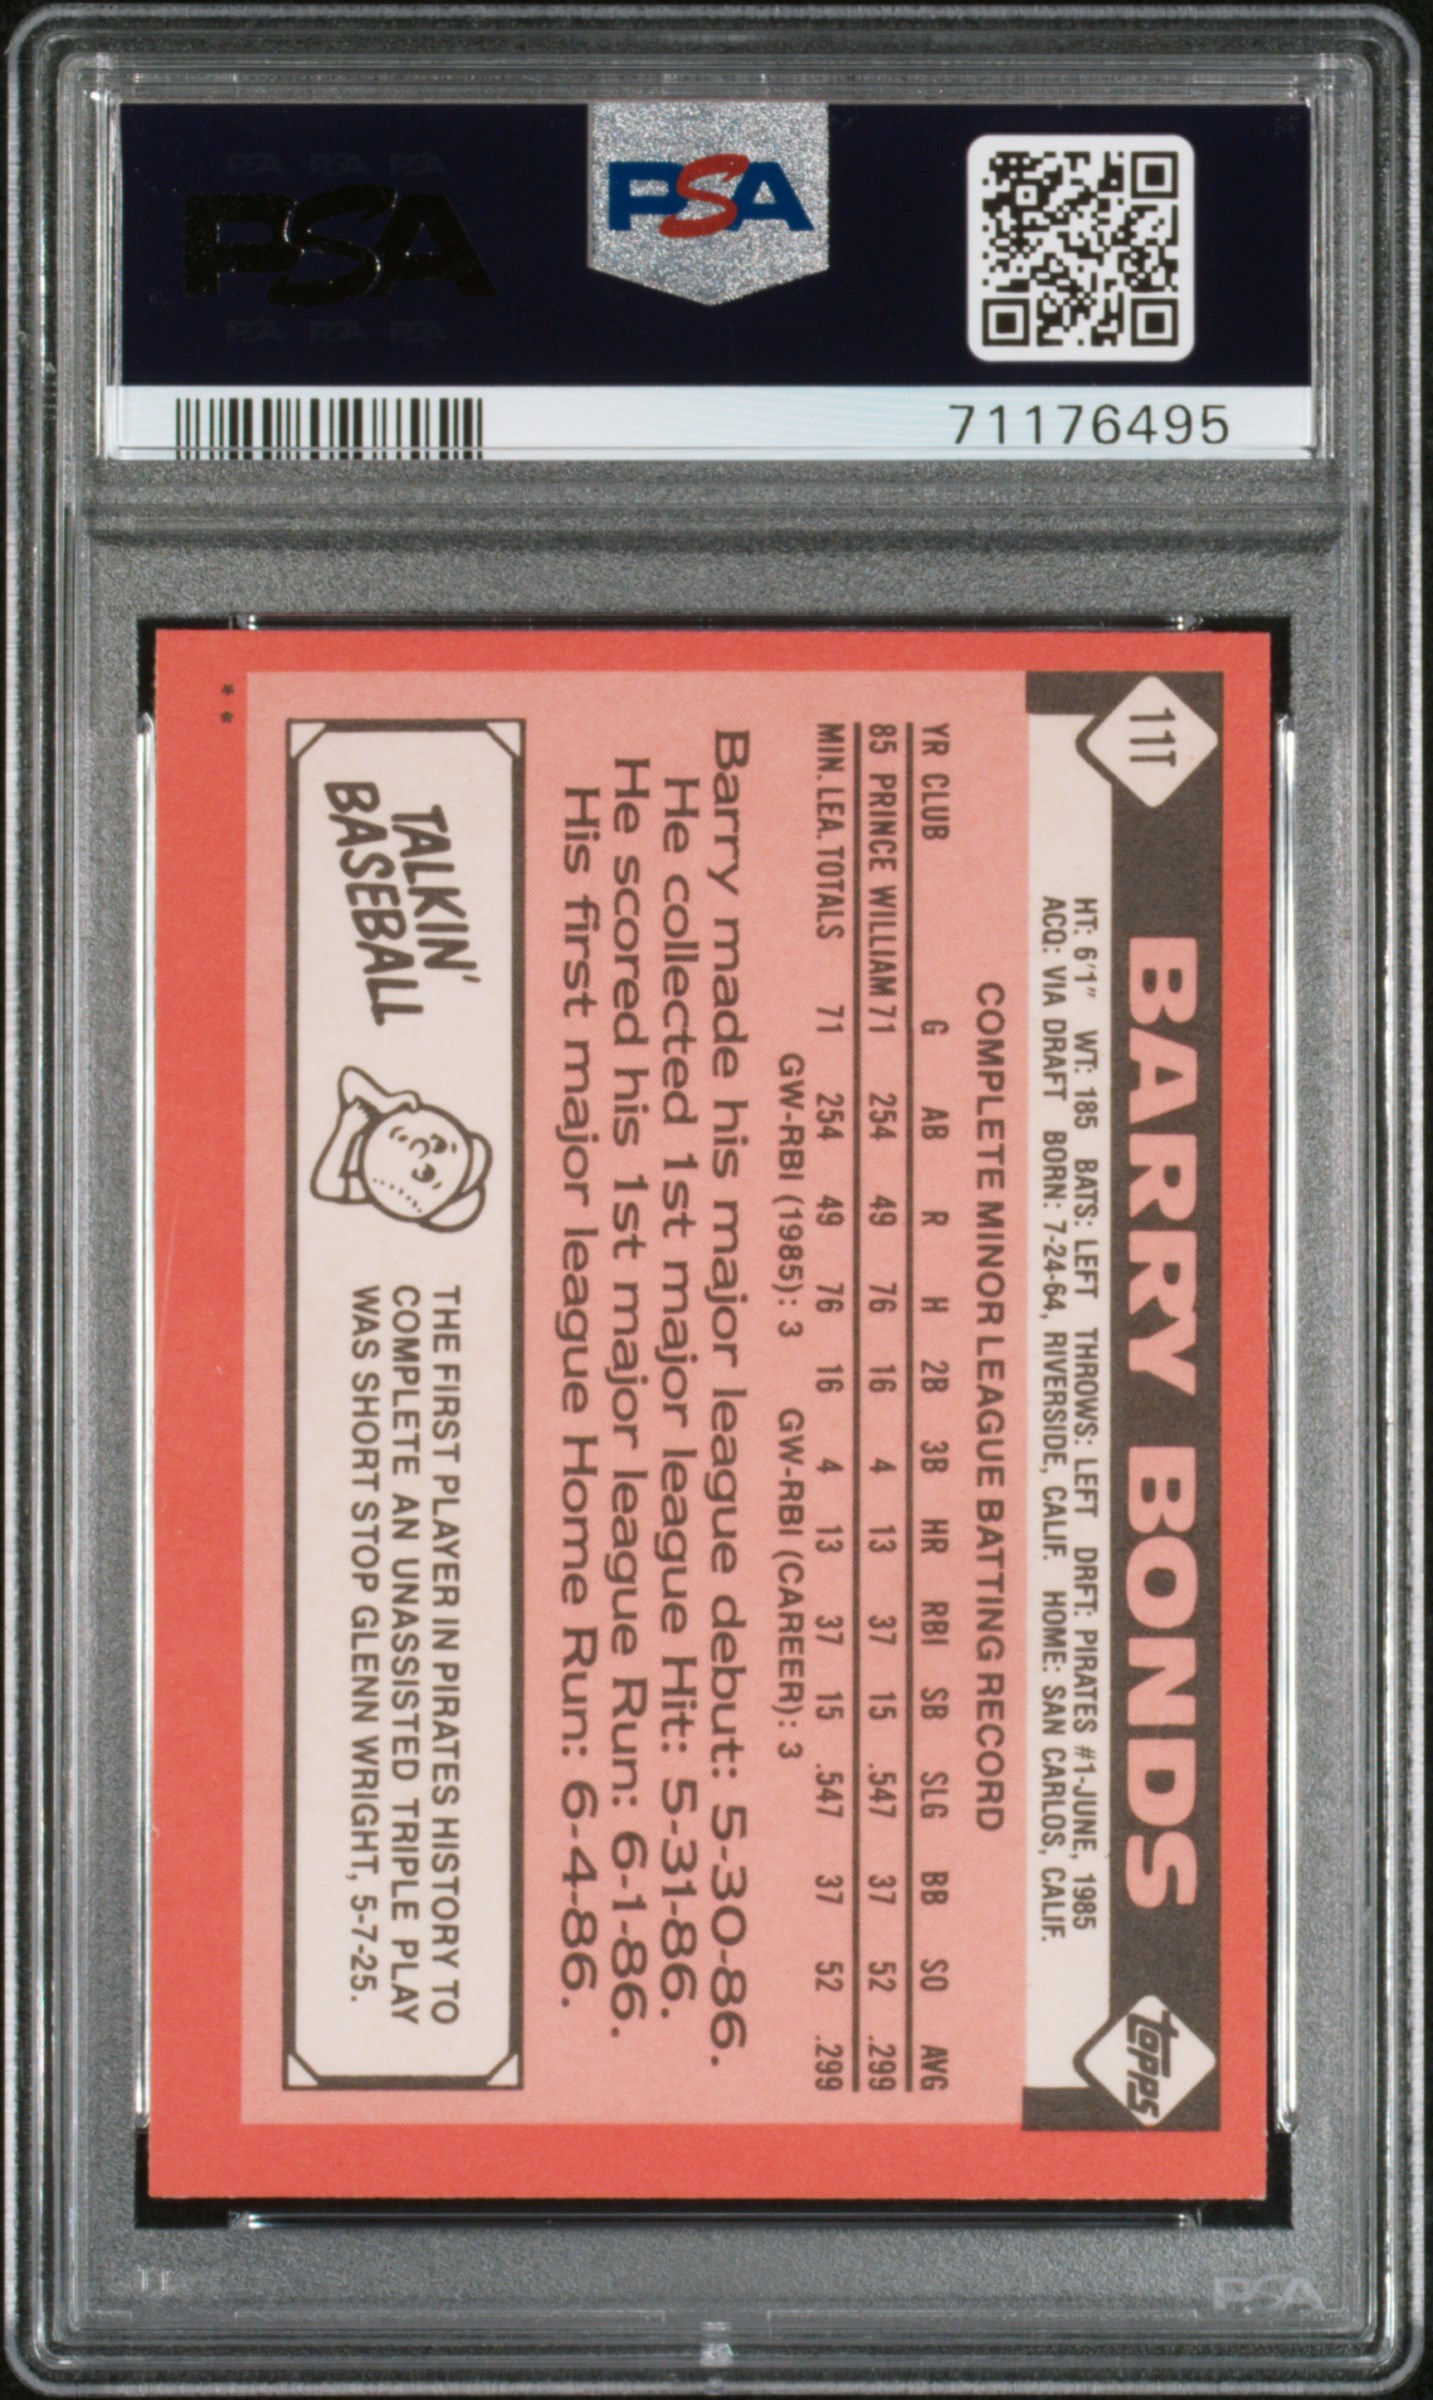 PSA PSA PSA
PSA
PSA PSA PSA
PSA
71176495
11T
BARRY BONDS
topps
HT: 6'1" WT: 185 BATS: LEFT THROWS: LEFT DRFT: PIRATES #1-JUNE, 1985
ACQ: VIA DRAFT BORN: 7-24-64, RIVERSIDE, CALIF. HOME: SAN CARLOS, CALIF.
COMPLETE MINOR LEAGUE BATTING RECORD
YR CLUB G AB R H 2B 3B HR RBI SB SLG BB SO AVG
85 PRINCE WILLIAM 71 254 49 76 16 4 13 37 15 .547 37 52 .299
MIN. LEA. TOTALS 71 254 49 76 16 4 13 37 15 .547 37 52 .299
GW-RBI (1985): 3 GW-RBI (CAREER): 3
Barry made his major league debut: 5-30-86.
He collected 1st major league Hit: 5-31-86.
He scored his 1st major league Run: 6-1-86.
His first major league Home Run: 6-4-86.
TALKIN'
BASEBALL
THE FIRST PLAYER IN PIRATES HISTORY TO
COMPLETE AN UNASSISTED TRIPLE PLAY
WAS SHORT STOP GLENN WRIGHT, 5-7-25.
**
PSA